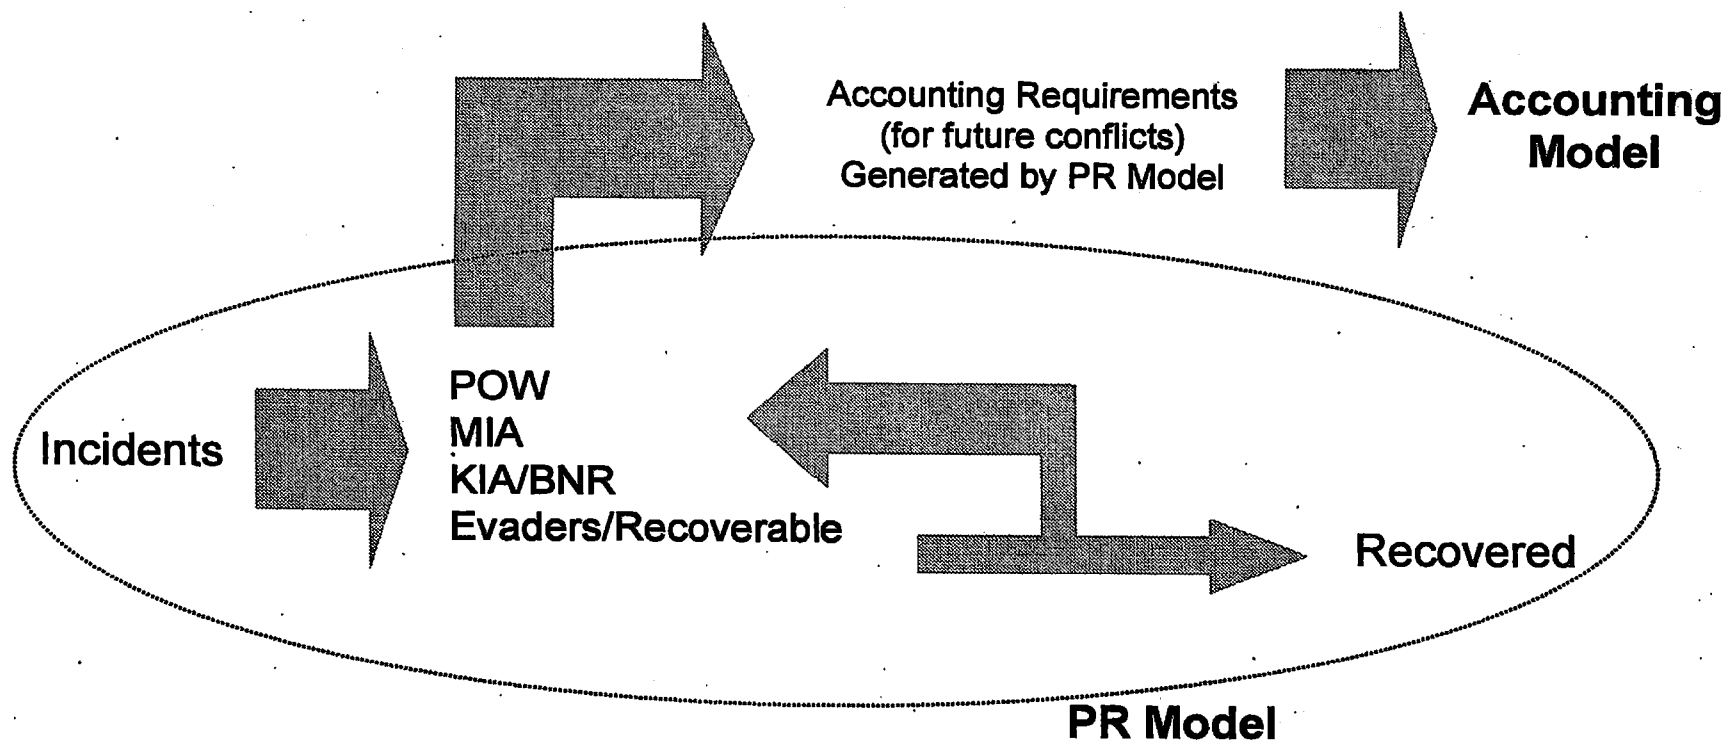 Accounting Requirements
(for future conflicts)
Generated by PR Model
Accounting
Model
Incidents
POW
MIA
KIA/BNR
Evaders/Recoverable
Recovered
PR Model